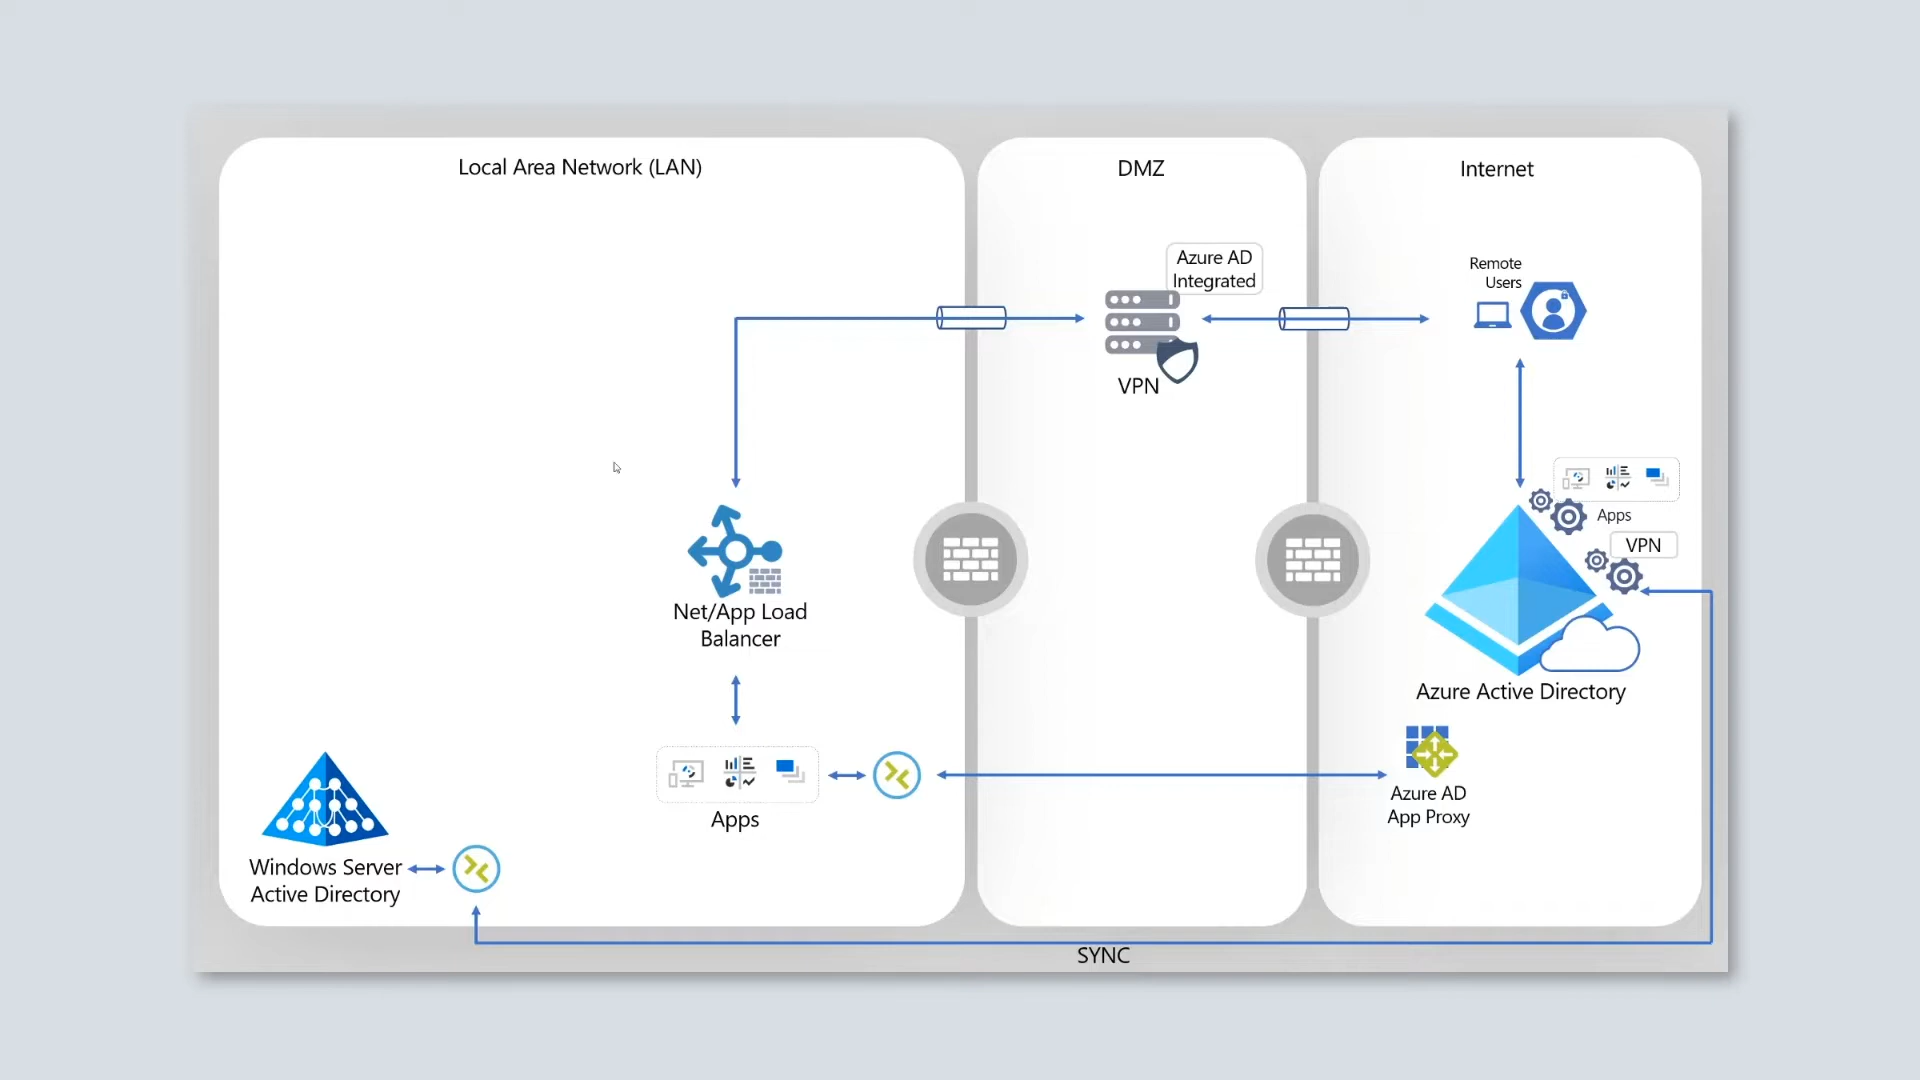 Local Area Network (LAN)
DMZ
Internet
Azure AD
Integrated
VPN
Remote
Users
Apps
VPN
Azure Active Directory
Net/App Load
Balancer
Apps
Azure AD
App Proxy
Windows Server
Active Directory
SYNC